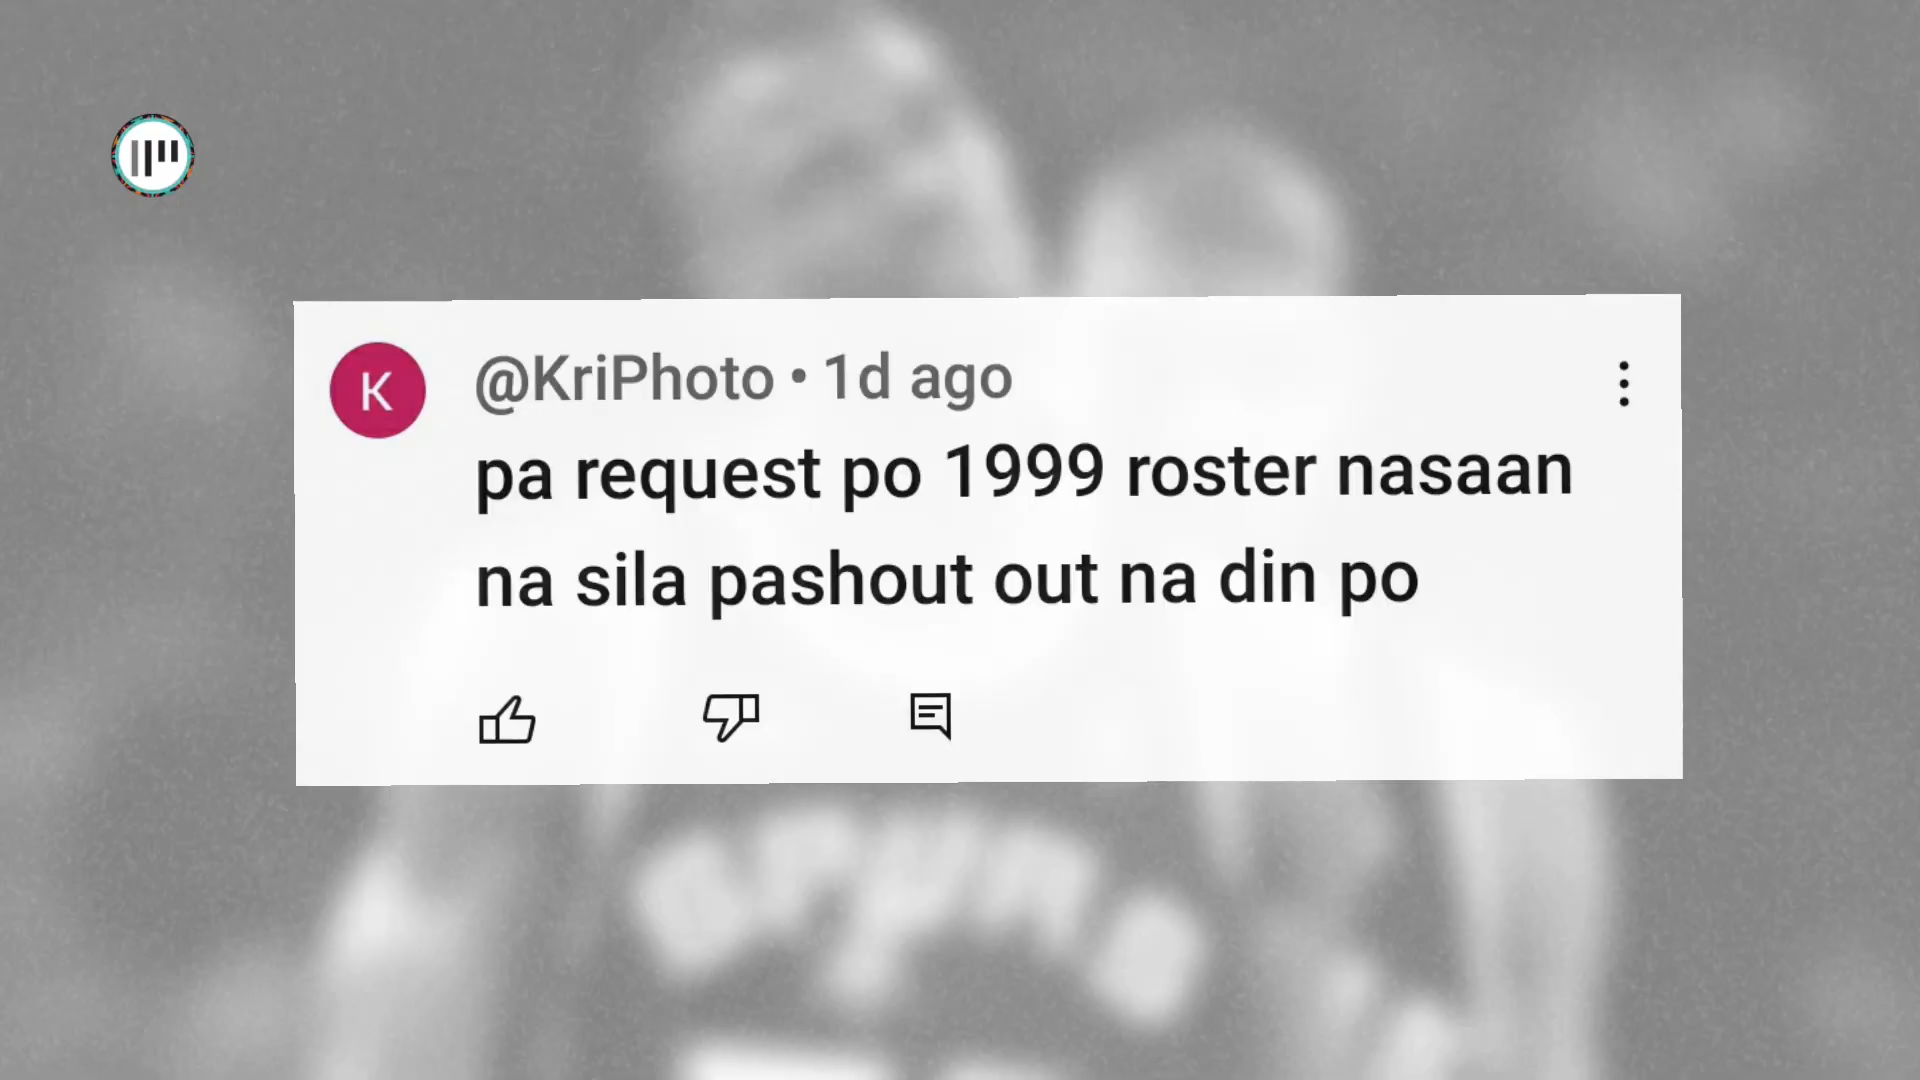 K
@KriPhoto • 1d ago
pa request po 1999 roster nasaan
na sila pashout out na din po